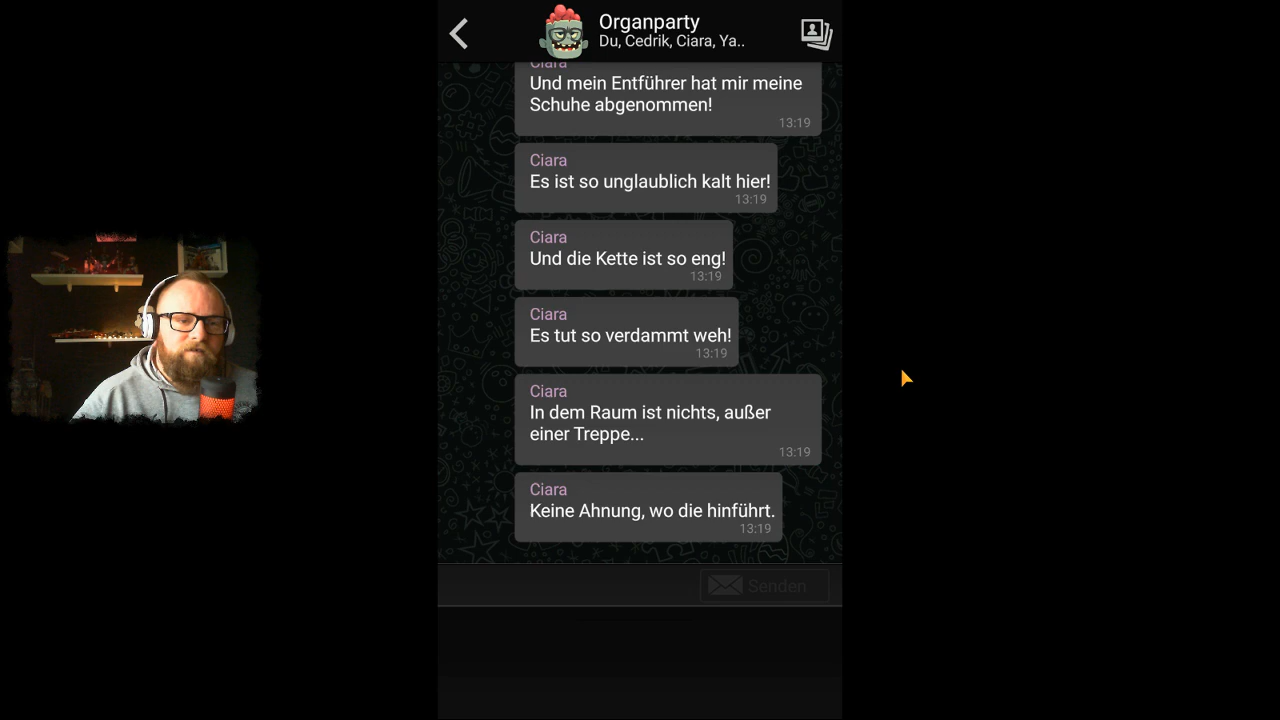 Organparty
Du, Cedrik, Ciara, Ya..
Ciara
Und mein Entführer hat mir meine
Schuhe abgenommen!
13:19
Ciara
Es ist so unglaublich kalt hier!
13:19
Ciara
Und die Kette ist so eng!
13:19
Ciara
Es tut so verdammt weh!
13:19
Ciara
In dem Raum ist nichts, außer
einer Treppe...
13:19
Ciara
Keine Ahnung, wo die hinführt.
13:19
Senden